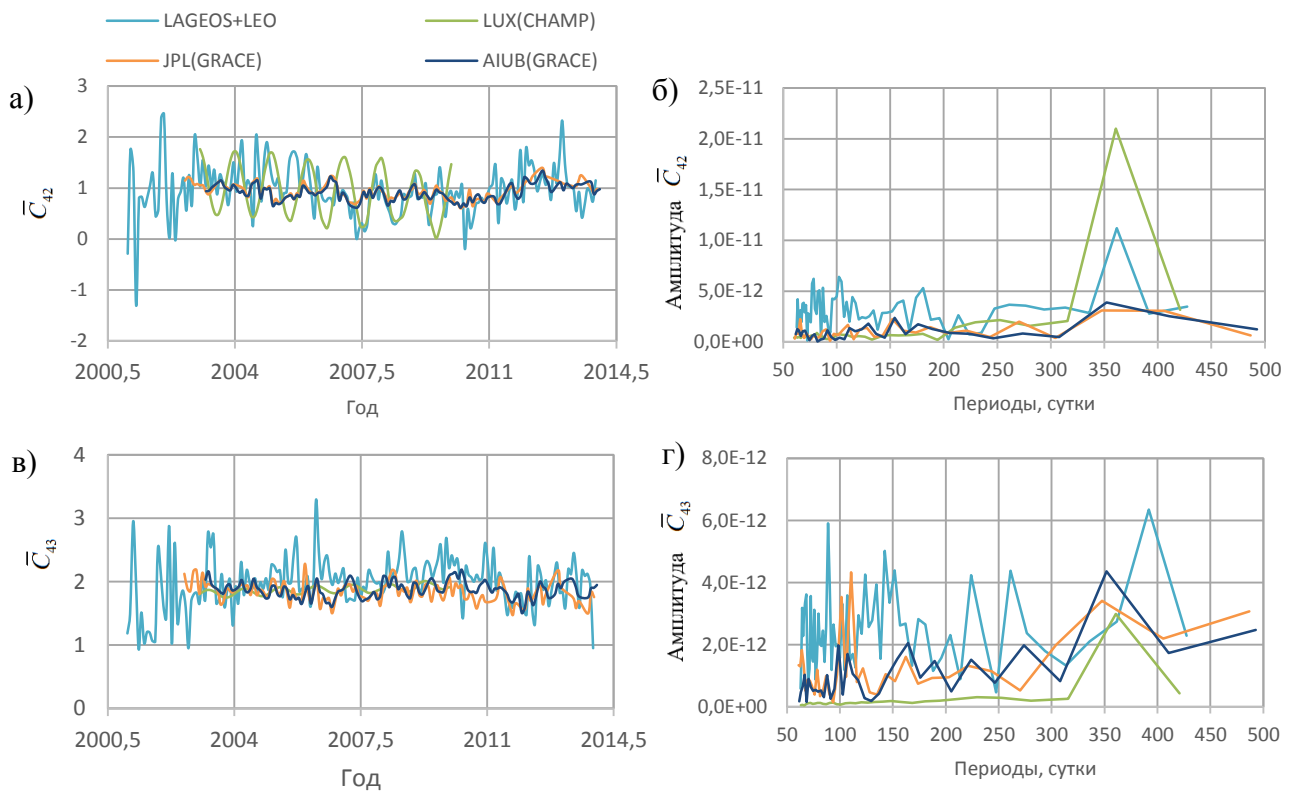 LAGEOS+LEO LUX(CHAMP)
JPL(GRACE) AIUB(GRACE)
а)
C̅42
3
2
1
0
-1
-2
2000,5 2004 2007,5 2011 2014,5
Год
б)
Амплитуда C̅42
2,5E-11
2,0E-11
1,5E-11
1,0E-11
5,0E-12
0,0E+00
50 100 150 200 250 300 350 400 450 500
Периоды, сутки
в)
C̅43
4
3
2
1
0
2000,5 2004 2007,5 2011 2014,5
Год
г)
Амплитуда C̅43
8,0E-12
6,0E-12
4,0E-12
2,0E-12
0,0E+00
50 100 150 200 250 300 350 400 450 500
Периоды, сутки